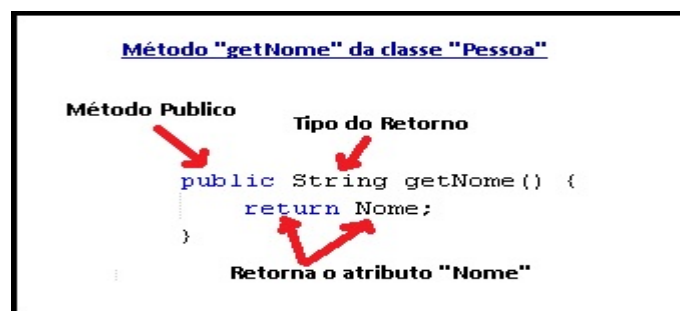 Método "getNome" da classe "Pessoa"
Método Publico
Tipo do Retorno
public String getNome() {
return Nome;
}
Retorna o atributo "Nome"